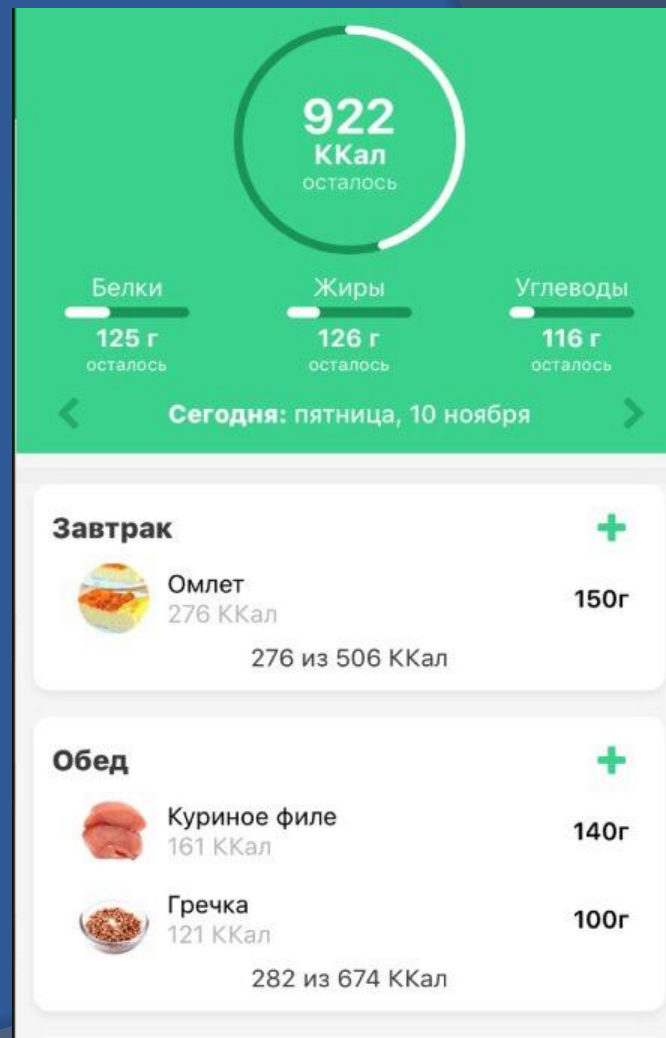 922
ККал
осталось
Белки Жиры Углеводы
125 г 126 г 116 г
осталось осталось осталось
Сегодня: пятница, 10 ноября
Завтрак
Омлет
276 ККал
150г
276 из 506 ККал
Обед
Куриное филе
161 ККал
140г
Гречка
121 ККал
100г
282 из 674 ККал